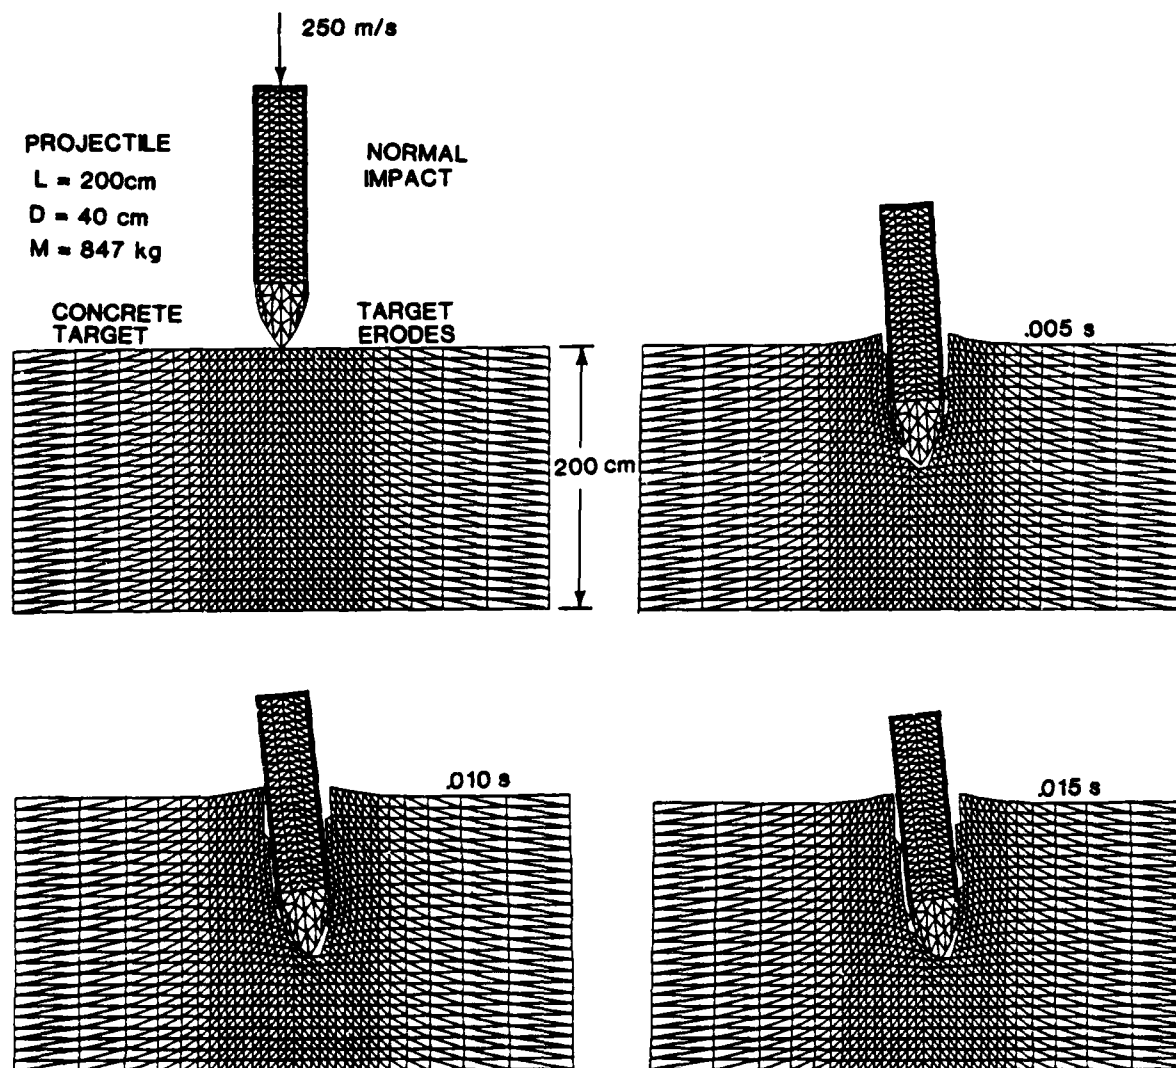 250 m/s
PROJECTILE
L = 200cm
D = 40 cm
M = 847 kg
NORMAL
IMPACT
CONCRETE
TARGET
TARGET
ERODES
200 cm
.005 s
.010 s
.015 s